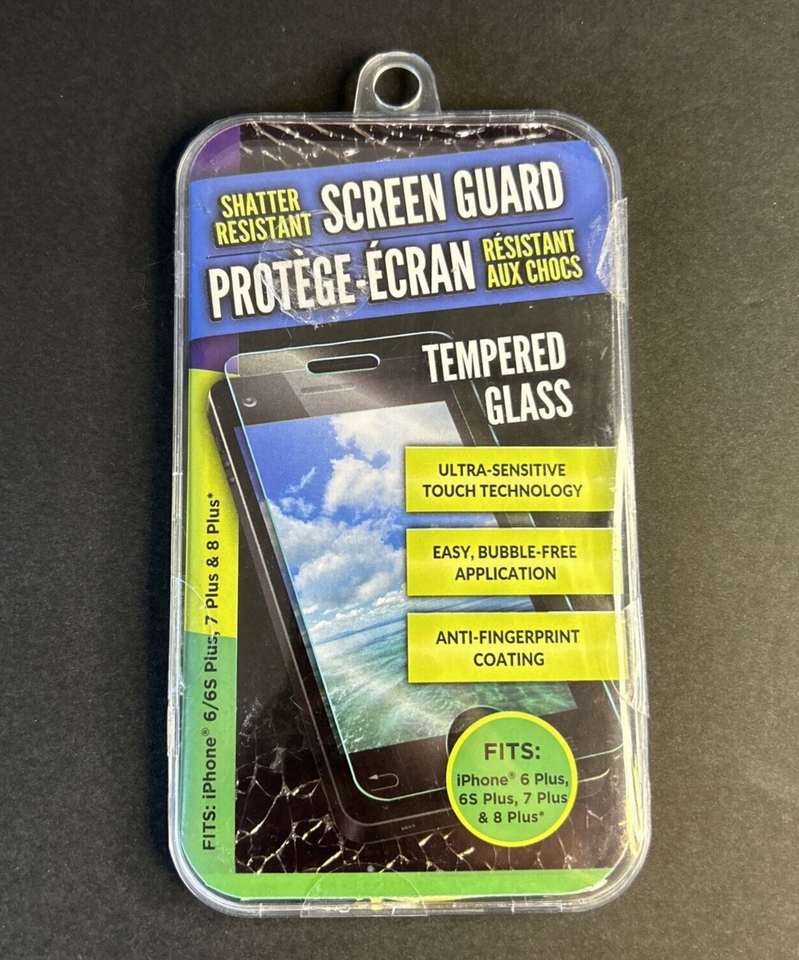 SHATTER
RESISTANT
SCREEN GUARD
PROTÈGE-ÉCRAN
RÉSISTANT
AUX CHOCS
TEMPERED
GLASS
ULTRA-SENSITIVE
TOUCH TECHNOLOGY
EASY, BUBBLE-FREE
APPLICATION
ANTI-FINGERPRINT
COATING
FITS:
iPhone® 6 Plus,
6S Plus, 7 Plus
& 8 Plus*
FITS: iPhone® 6/6S Plus, 7 Plus & 8 Plus*